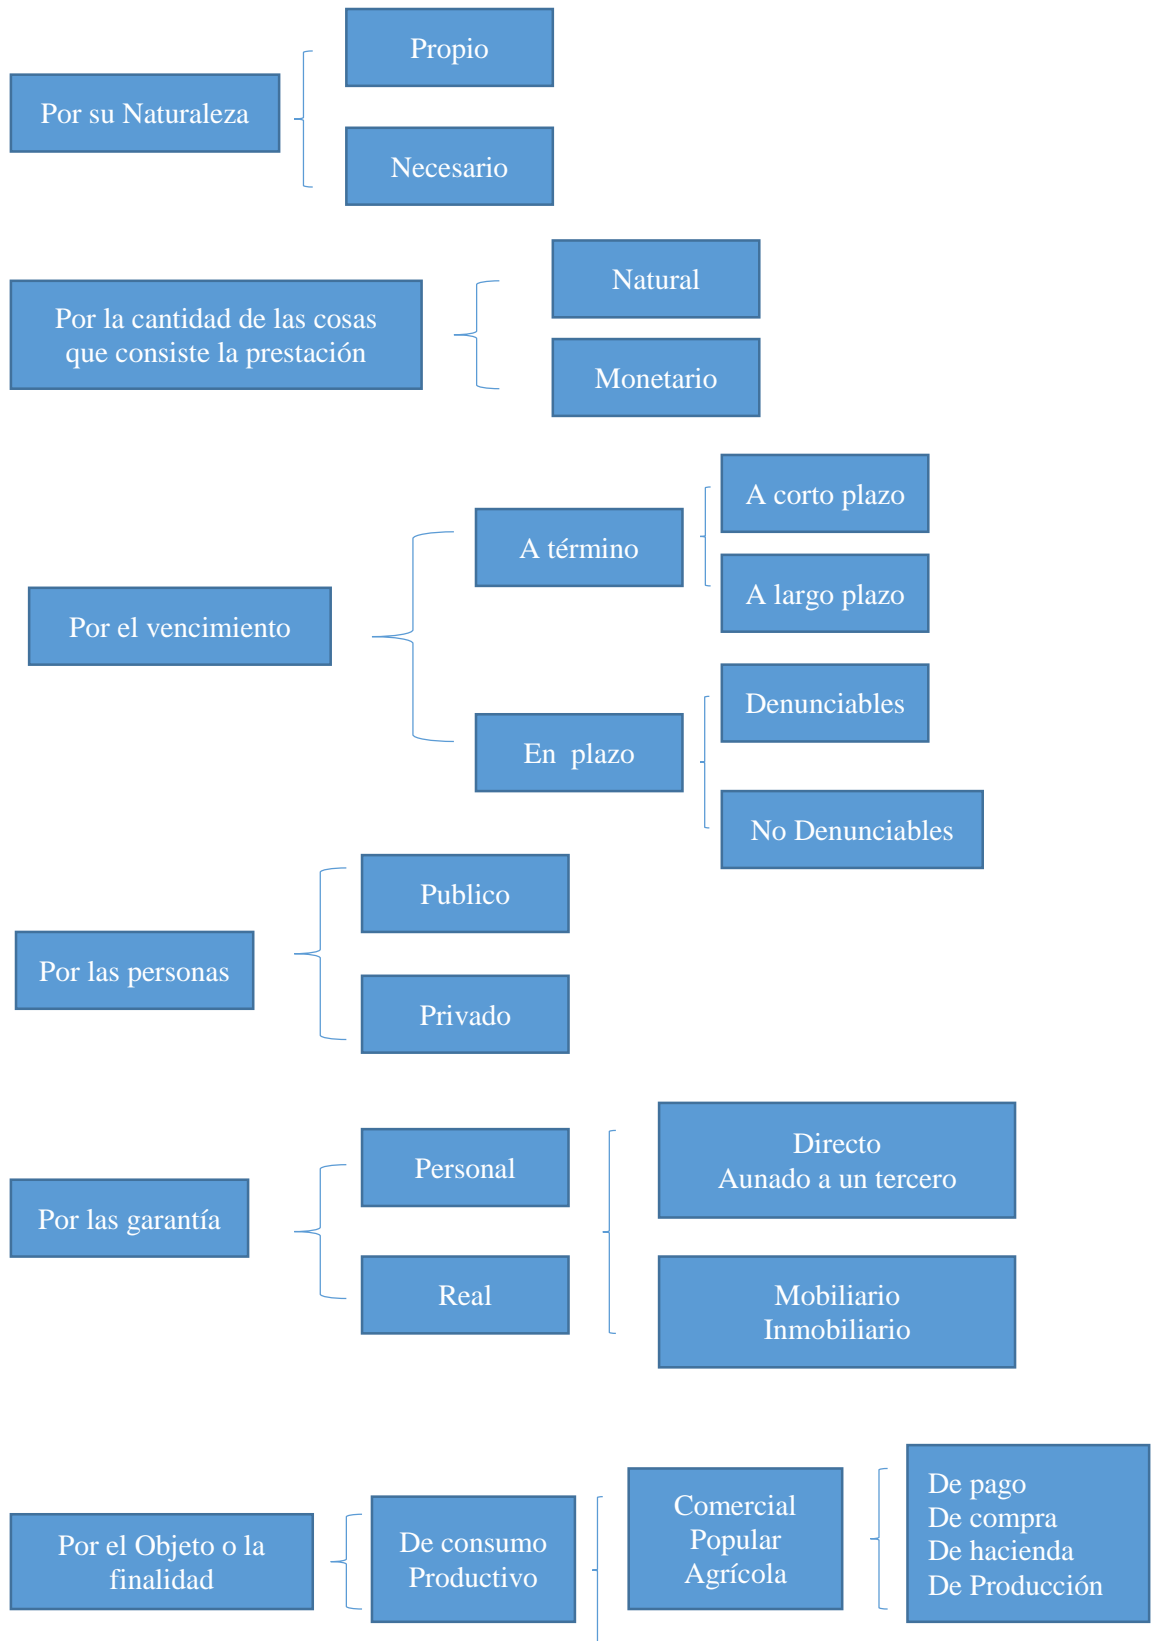 Propio
Por su Naturaleza
Necesario
Natural
Por la cantidad de las cosas
que consiste la prestación
Monetario
A corto plazo
A término
A largo plazo
Por el vencimiento
Denunciables
En  plazo
No Denunciables
Publico
Por las personas
Privado
Personal
Directo
Aunado a un tercero
Por las garantía
Real
Mobiliario
Inmobiliario
Por el Objeto o la
finalidad
De consumo
Productivo
Comercial
Popular
Agrícola
De pago
De compra
De hacienda
De Producción